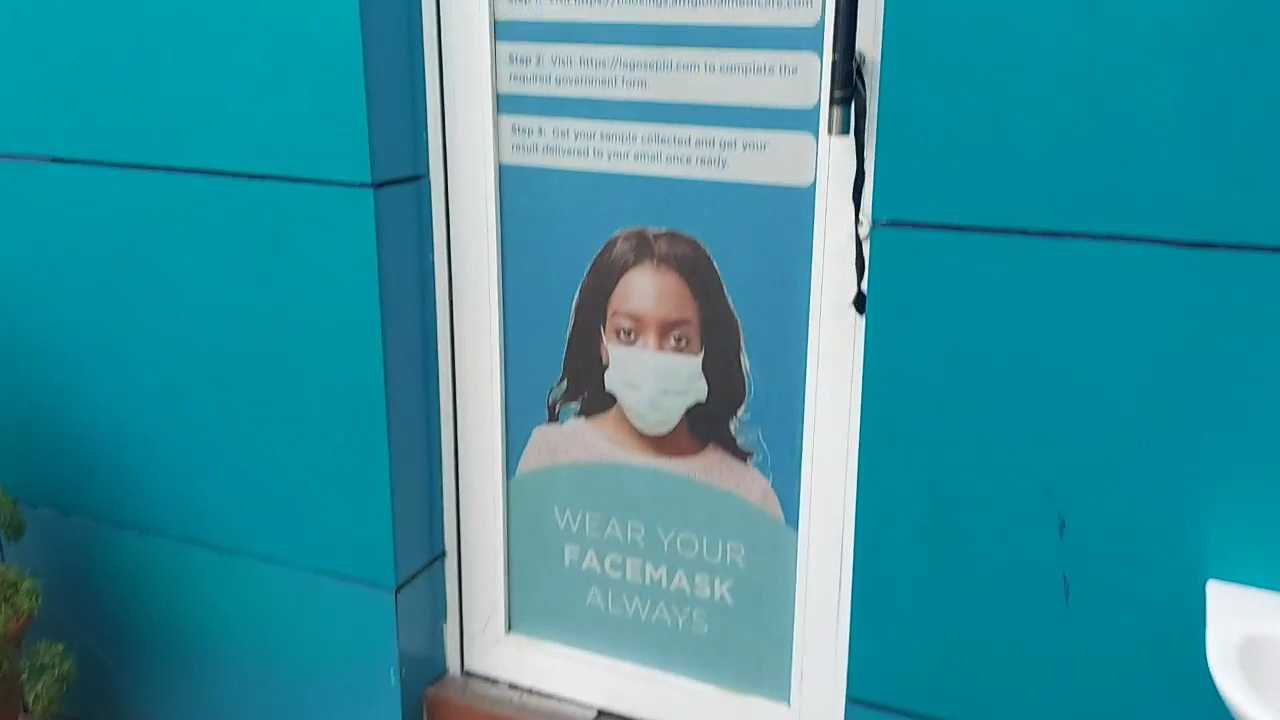 Step 2: Visit: https://lagosepid.com to complete the
required government form.
Step 3: Get your sample collected and get your
result delivered to your email once ready.
WEAR YOUR
FACEMASK
ALWAYS